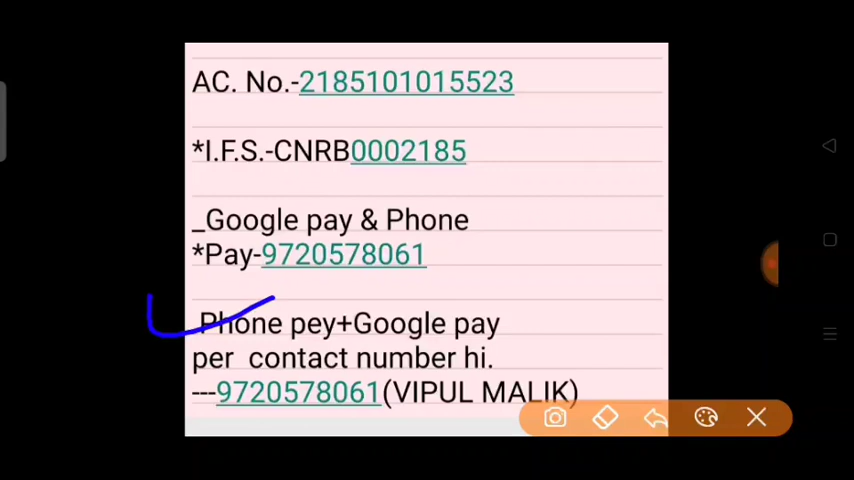 AC. No.-2185101015523
*I.F.S.-CNRB0002185
_Google pay & Phone
*Pay-9720578061
Phone pey+Google pay
per contact number hi.
---9720578061(VIPUL MALIK)